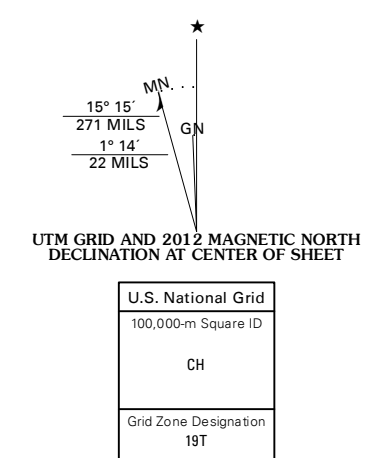 ★
MN
15° 15´
271 MILS
GN
1° 14´
22 MILS
UTM GRID AND 2012 MAGNETIC NORTH
DECLINATION AT CENTER OF SHEET
U.S. National Grid
100,000-m Square ID
CH
Grid Zone Designation
19T